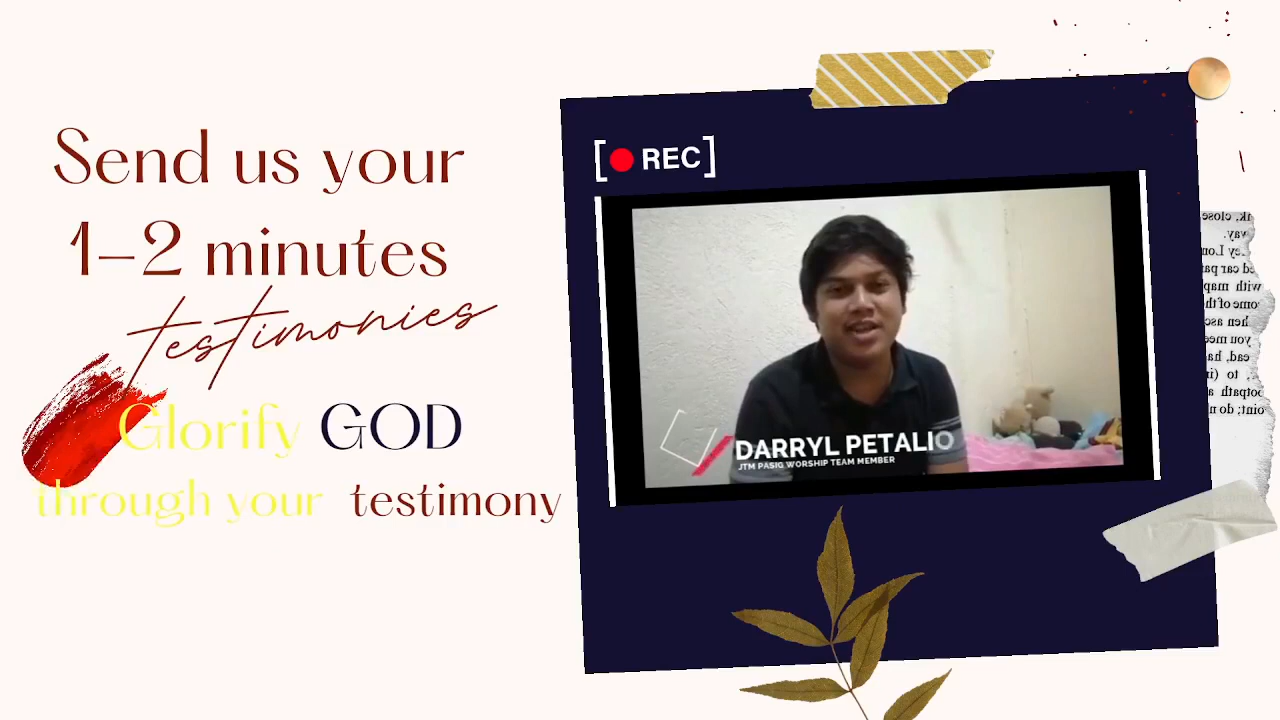 Send us your
1–2 minutes
testimonies
Glorify GOD
through your testimony
[● REC]
DARRYL PETALIO
JTM PASIG WORSHIP TEAM MEMBER